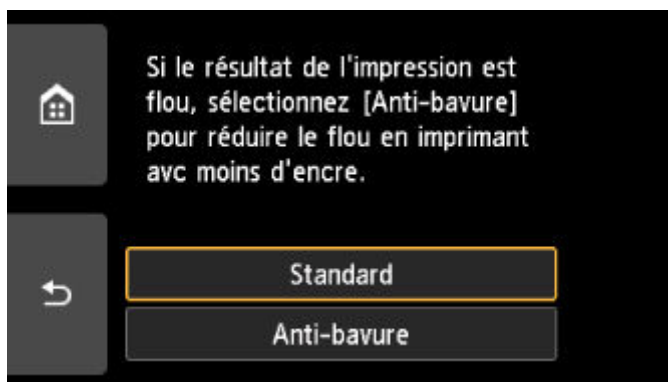 Si le résultat de l'impression est
flou, sélectionnez [Anti-bavure]
pour réduire le flou en imprimant
avc moins d'encre.
Standard
Anti-bavure